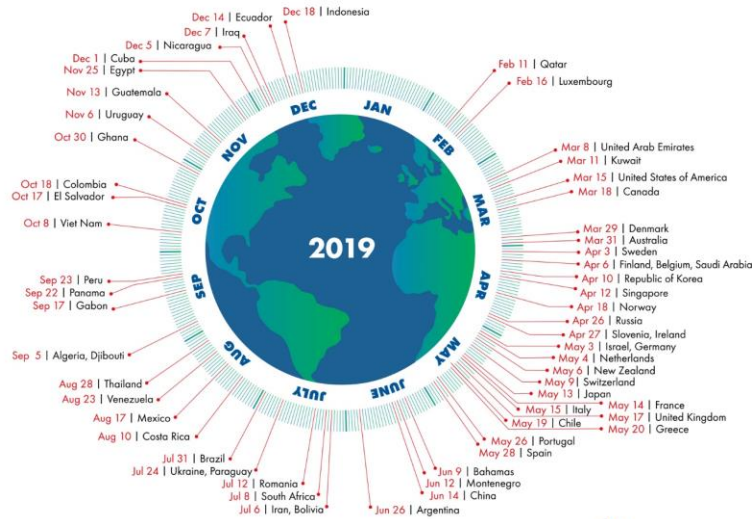 Dec 18 | Indonesia
Dec 14 | Ecuador
Dec 7 | Iraq
Dec 5 | Nicaragua
Dec 1 | Cuba
Nov 25 | Egypt
Nov 13 | Guatemala
Nov 6 | Uruguay
Oct 30 | Ghana
Oct 18 | Colombia
Oct 17 | El Salvador
Oct 8 | Viet Nam
Sep 23 | Peru
Sep 22 | Panama
Sep 17 | Gabon
Sep 5 | Algeria, Djibouti
Aug 28 | Thailand
Aug 23 | Venezuela
Aug 17 | Mexico
Aug 10 | Costa Rica
Jul 31 | Brazil
Jul 24 | Ukraine, Paraguay
Jul 12 | Romania
Jul 8 | South Africa
Jul 6 | Iran, Bolivia
Feb 11 | Qatar
Feb 16 | Luxembourg
Mar 8 | United Arab Emirates
Mar 11 | Kuwait
Mar 15 | United States of America
Mar 18 | Canada
Mar 29 | Denmark
Mar 31 | Australia
Apr 3 | Sweden
Apr 6 | Finland, Belgium, Saudi Arabia
Apr 10 | Republic of Korea
Apr 12 | Singapore
Apr 18 | Norway
Apr 26 | Russia
Apr 27 | Slovenia, Ireland
May 3 | Israel, Germany
May 4 | Netherlands
May 6 | New Zealand
May 9 | Switzerland
May 13 | Japan
May 14 | France
May 15 | Italy
May 17 | United Kingdom
May 19 | Chile
May 20 | Greece
May 26 | Portugal
May 28 | Spain
Jun 9 | Bahamas
Jun 12 | Montenegro
Jun 14 | China
Jun 26 | Argentina
JAN
FEB
MAR
APR
MAY
JUNE
JULY
AUG
SEP
OCT
NOV
DEC
2019